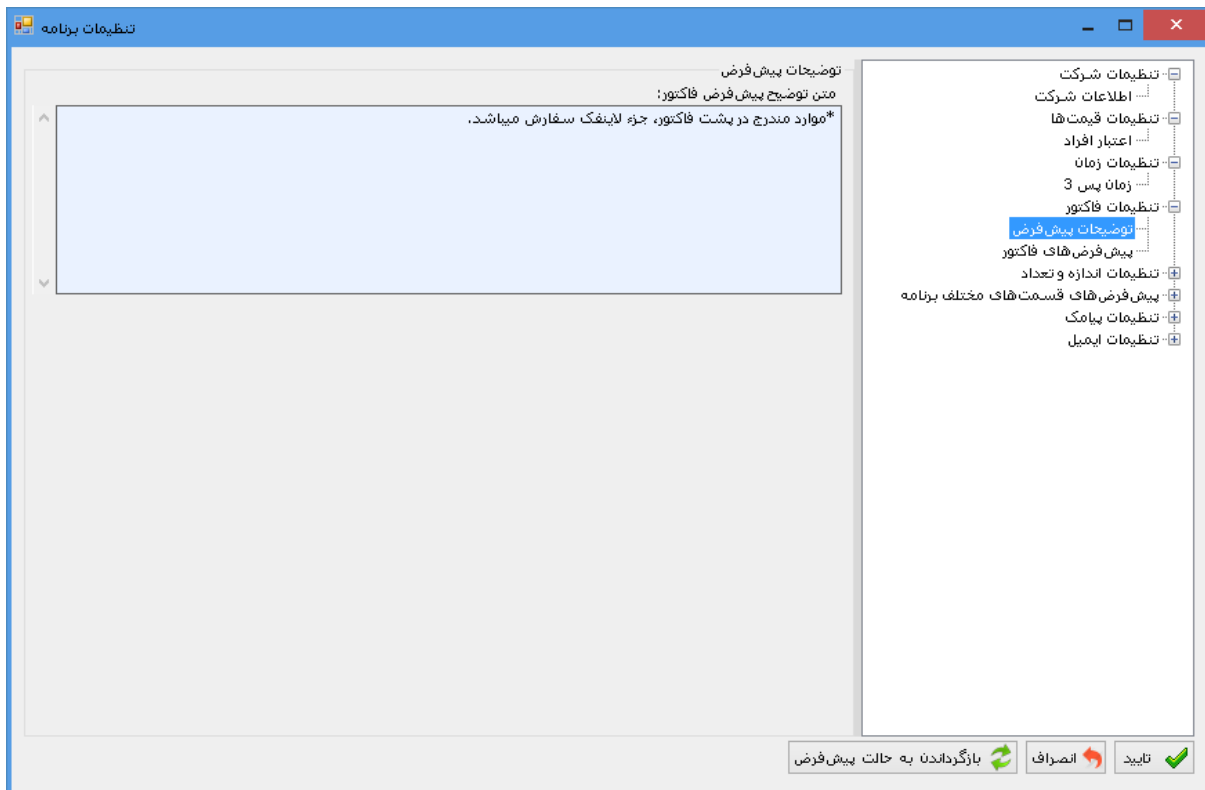 تنظیمات برنامه
تنظیمات شرکت
اطلاعات شرکت
تنظیمات قیمت‌ها
اعتبار افراد
تنظیمات زمان
زمان پس 3
تنظیمات فاکتور
توضیحات پیش‌فرض
پیش‌فرض‌های فاکتور
تنظیمات اندازه و تعداد
پیش‌فرض‌های قسمت‌های مختلف برنامه
تنظیمات پیامک
تنظیمات ایمیل
توضیحات پیش‌فرض
متن توضیح پیش‌فرض فاکتور:
*موارد مندرج در پشت فاکتور، جزء لاینفک سفارش میباشد.
تایید
انصراف
بازگرداندن به حالت پیش‌فرض